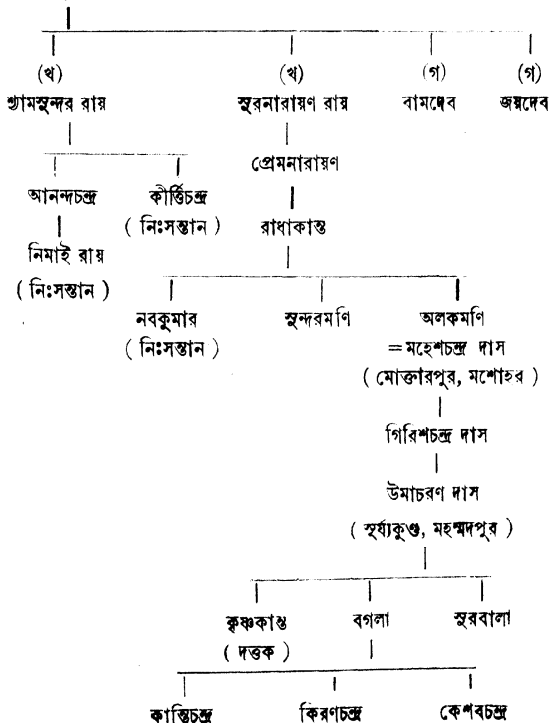 (খ) (খ) (গ) (গ)
শ্যামসুন্দর রায় সুরনারায়ণ রায় বামদেব জয়দেব
প্রেমনারায়ণ
আনন্দচন্দ্র কীর্ত্তিচন্দ্র
( নিঃসন্তান ) রাধাকান্ত
নিমাই রায়
( নিঃসন্তান )
নবকুমার সুন্দরমণি অলকমণি
( নিঃসন্তান ) = মহেশচন্দ্র দাস
( মোক্তারপুর, মশোহর )
গিরিশচন্দ্র দাস
উমাচরণ দাস
( সূর্য্যকুণ্ড, মহম্মদপুর )
কৃষ্ণকান্ত বগলা সুরবালা
( দত্তক )
কান্তিচন্দ্র কিরণচন্দ্র কেশবচন্দ্র